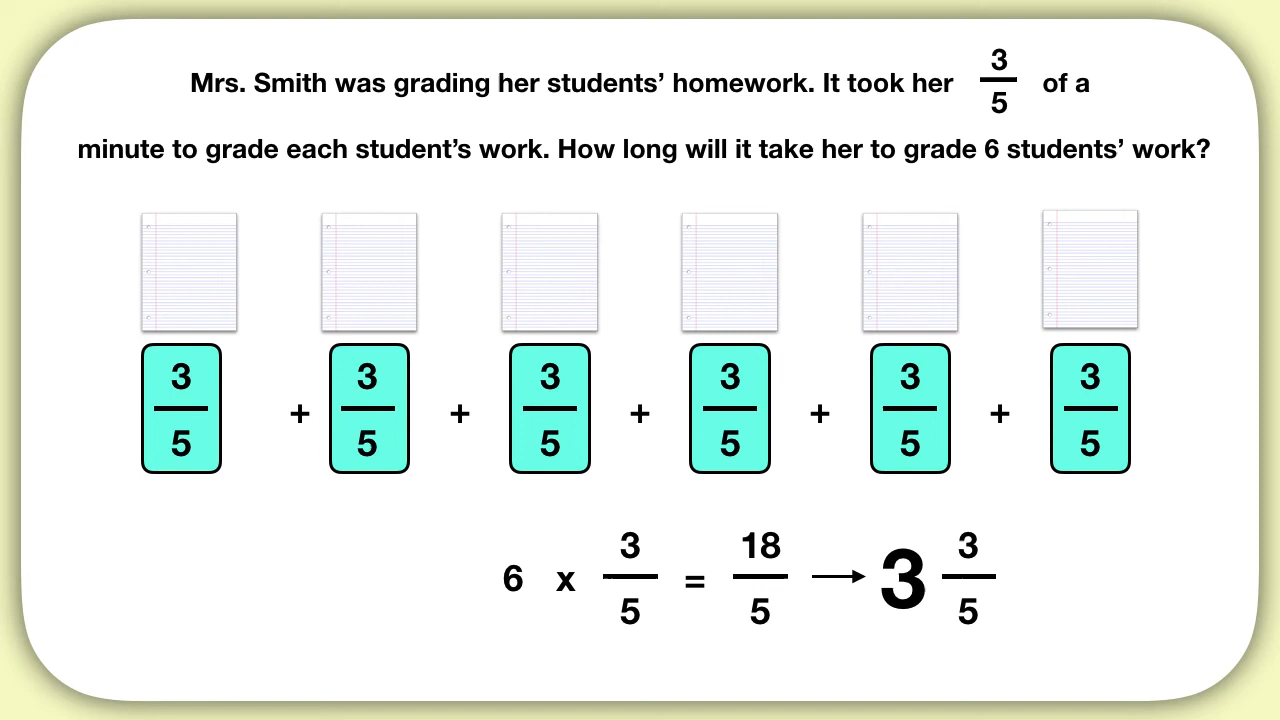 Mrs. Smith was grading her students’ homework. It took her 3/5 of a
minute to grade each student’s work. How long will it take her to grade 6 students’ work?
3/5 + 3/5 + 3/5 + 3/5 + 3/5 + 3/5
6 x 3/5 = 18/5 → 3 3/5